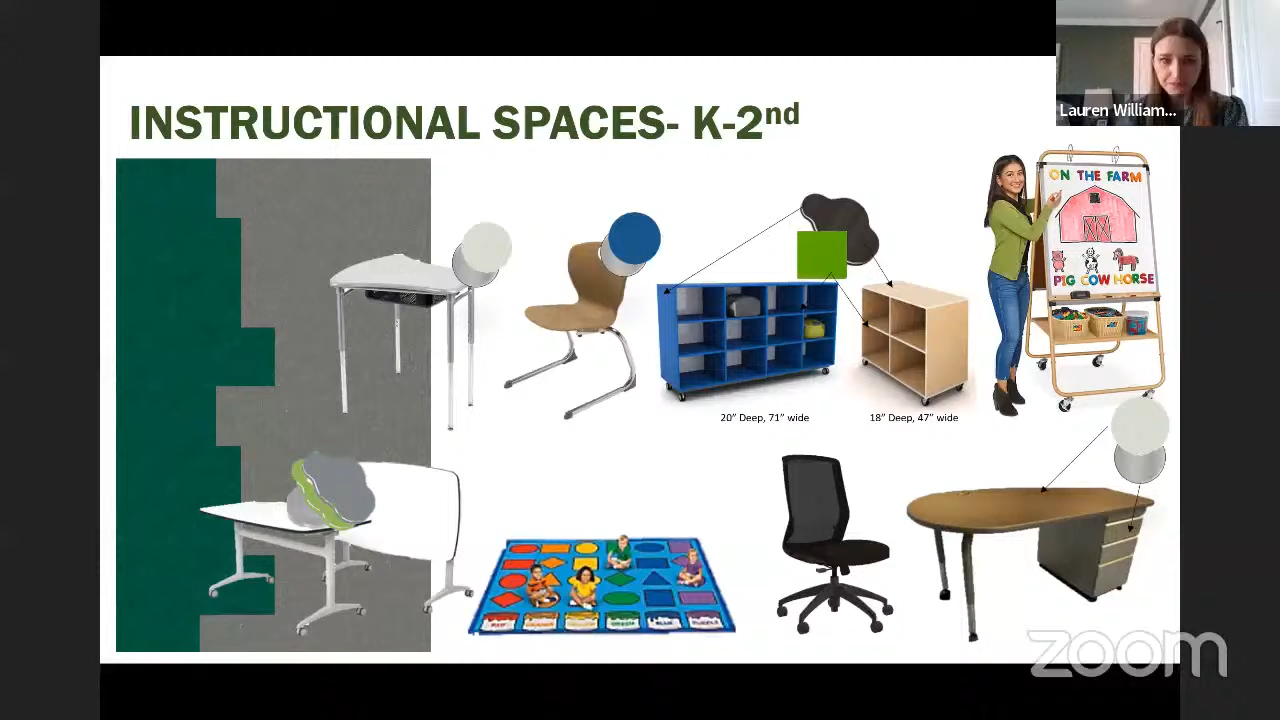 Lauren William...
INSTRUCTIONAL SPACES- K-2nd
ON THE FARM
PIG COW HORSE
20" Deep, 71" wide
18" Deep, 47" wide
zoom